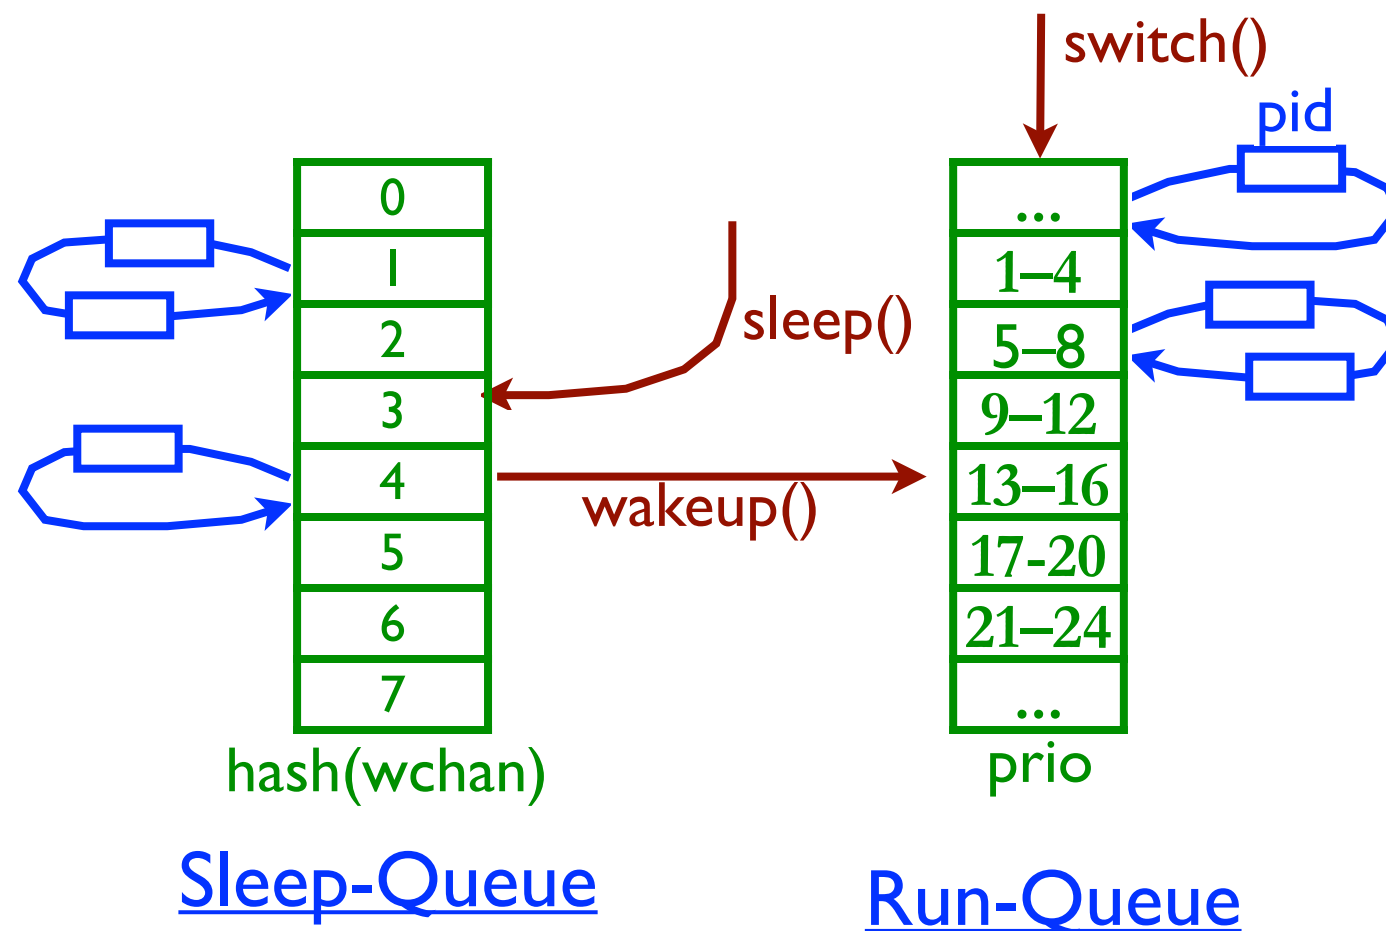 switch()
pid
0
1
2
3
4
5
6
7
hash(wchan)
sleep()
wakeup()
...
1–4
5–8
9–12
13–16
17-20
21–24
...
prio
Sleep-Queue
Run-Queue